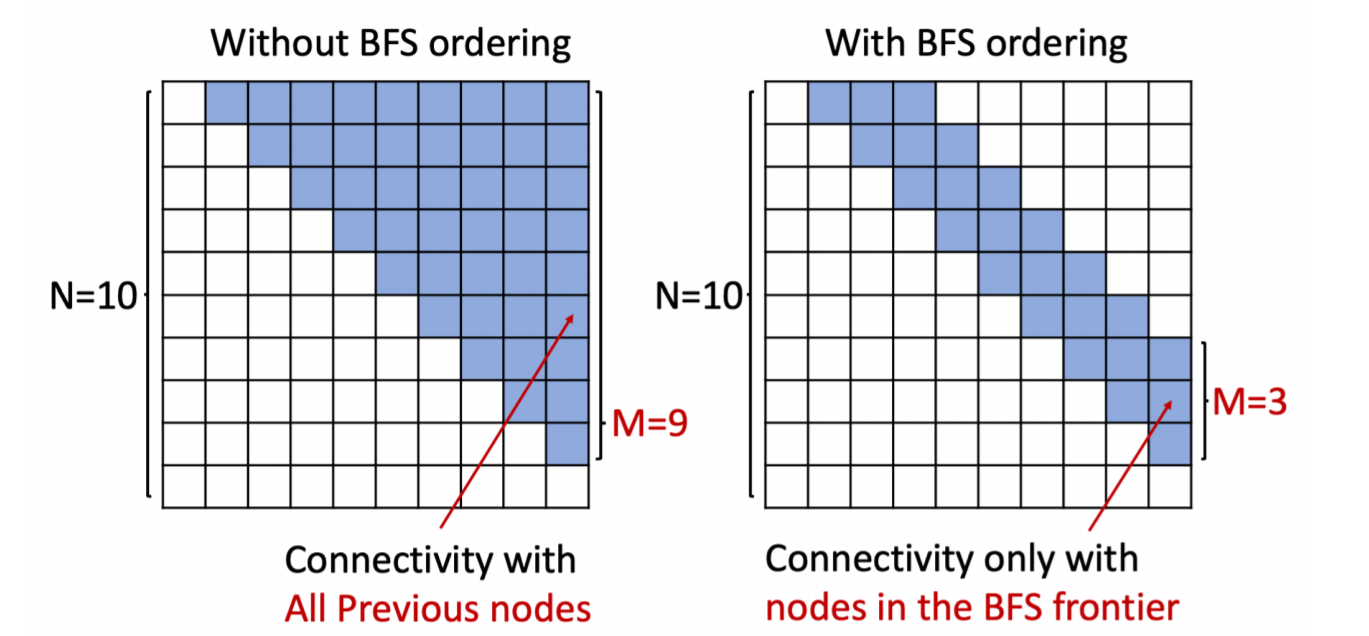 Without BFS ordering
With BFS ordering
N=10
M=9
N=10
M=3
Connectivity with
All Previous nodes
Connectivity only with
nodes in the BFS frontier